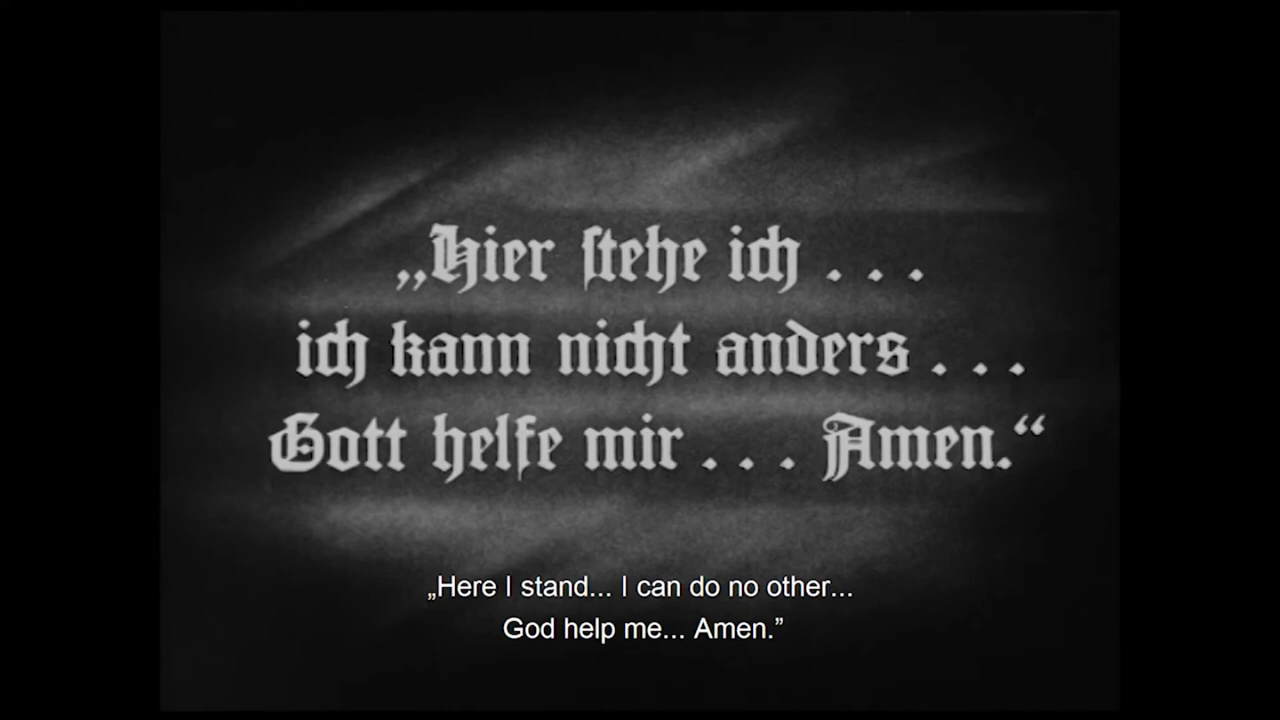 „Hier ſtehe ich . . .
ich kann nicht anders . . .
Gott helfe mir . . . Amen.“
„Here I stand... I can do no other...
God help me... Amen.”